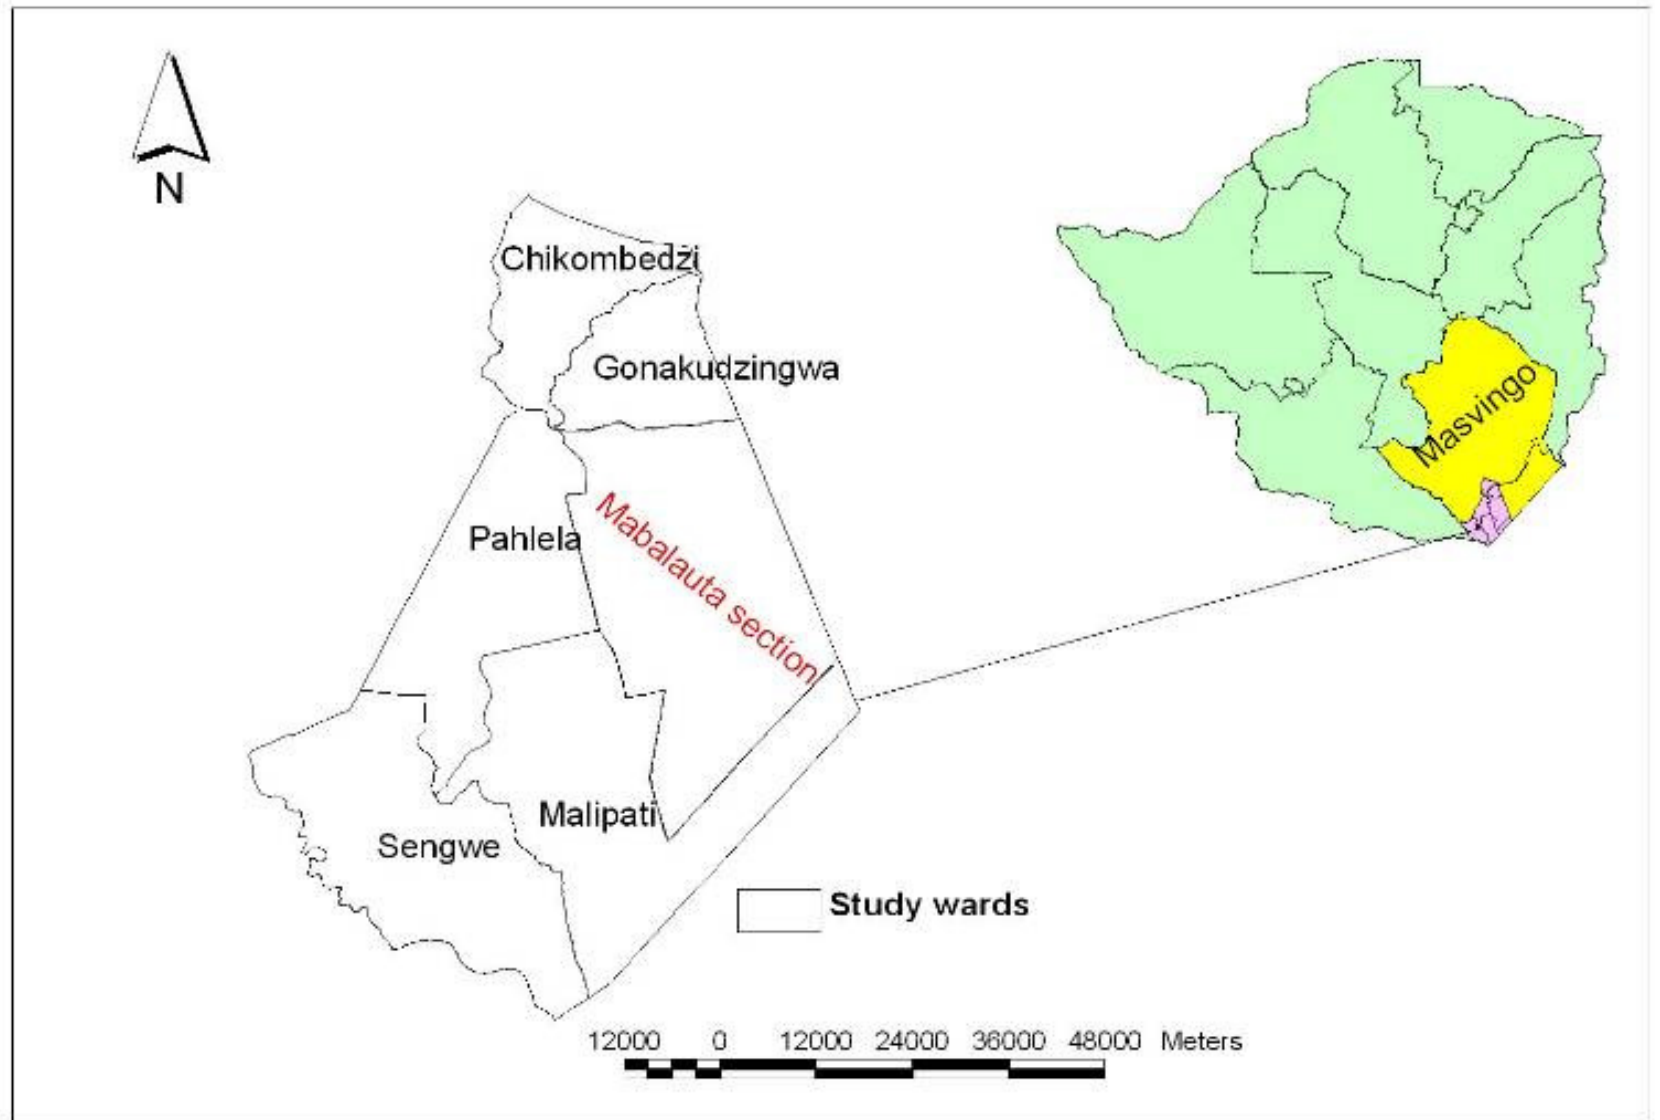 N
Chikombedzi
Gonakudzingwa
Masvingo
Pahlela
Mabalauta section
Malipati
Sengwe
Study wards
12000 0 12000 24000 36000 48000 Meters